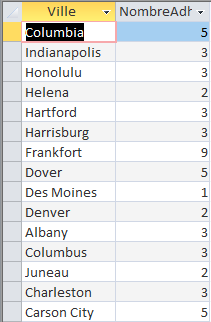 Ville NombreAdh
Columbia 5
Indianapolis 3
Honolulu 3
Helena 2
Hartford 3
Harrisburg 3
Frankfort 9
Dover 5
Des Moines 1
Denver 2
Albany 3
Columbus 3
Juneau 2
Charleston 3
Carson City 5